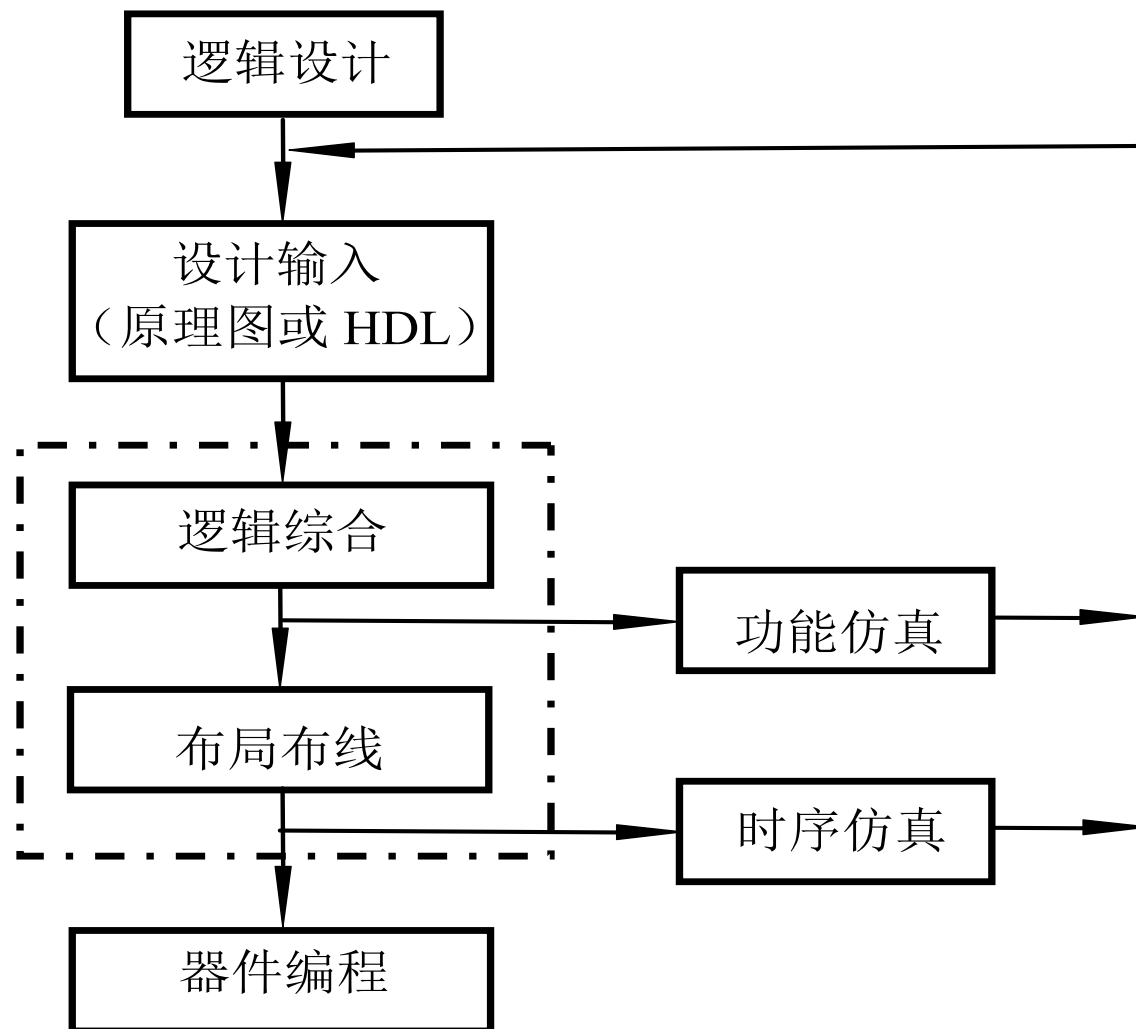 逻辑设计
设计输入
（原理图或 HDL）
逻辑综合
功能仿真
布局布线
时序仿真
器件编程